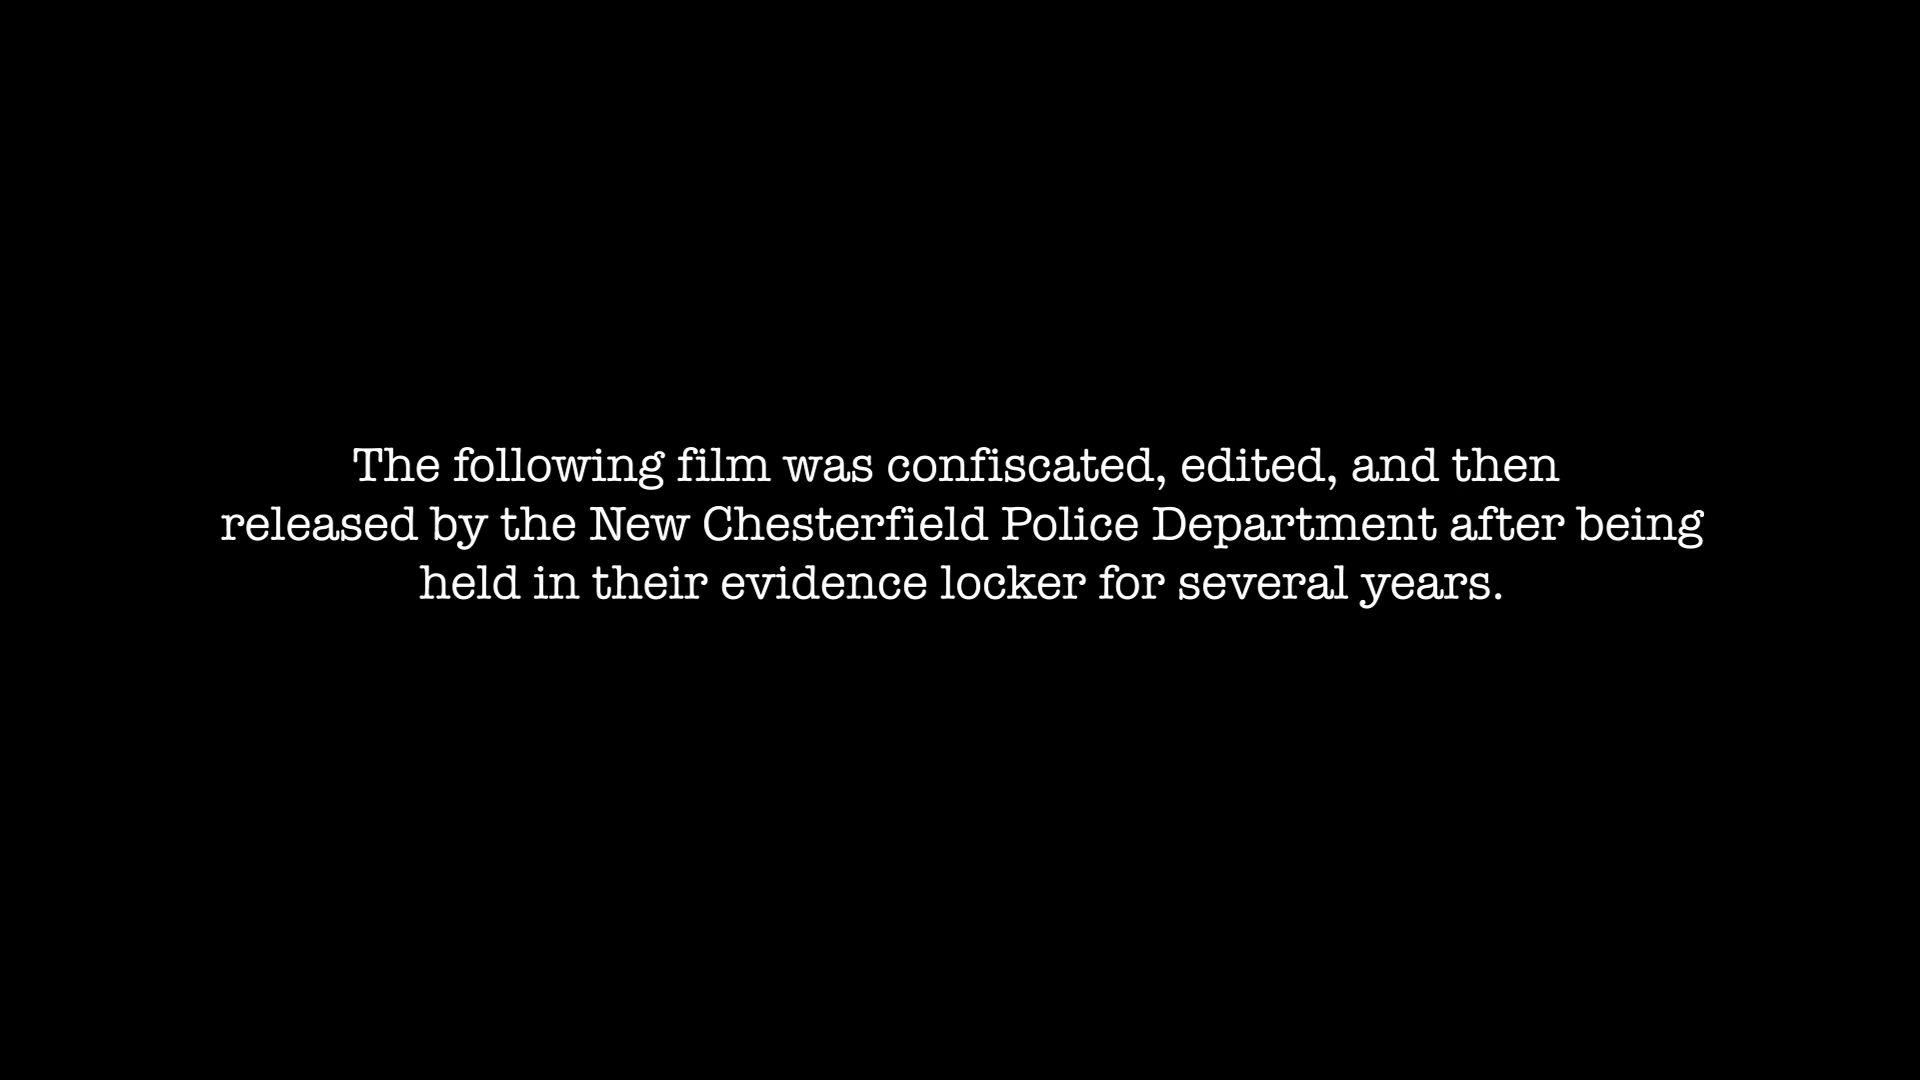 The following film was confiscated, edited, and then
released by the New Chesterfield Police Department after being
held in their evidence locker for several years.